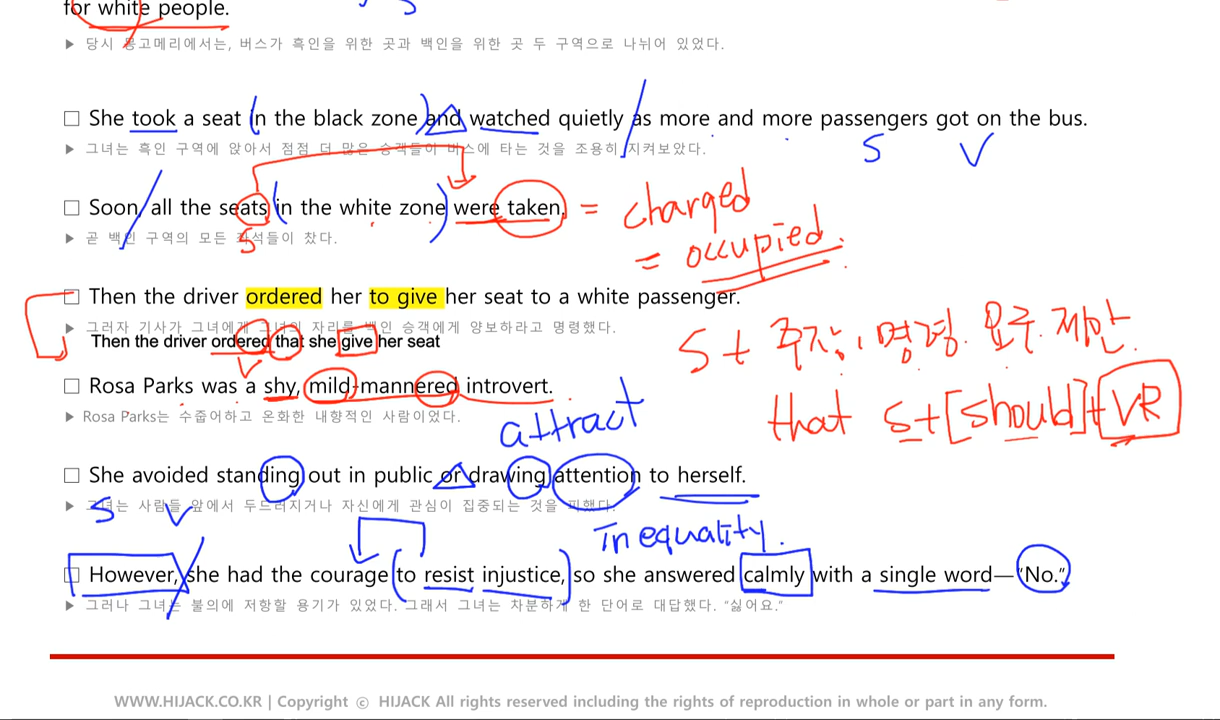 for white people.
▶ 당시 몽고메리에서는, 버스가 흑인을 위한 곳과 백인을 위한 곳 두 구역으로 나뉘어 있었다.
□ She took a seat in the black zone and watched quietly as more and more passengers got on the bus.
▶ 그녀는 흑인 구역에 앉아서 점점 더 많은 승객들이 버스에 타는 것을 조용히 지켜보았다.
S V
□ Soon, all the seats in the white zone were taken, = charged
▶ 곧 백인 구역의 모든 좌석들이 찼다.
S
= occupied.
□ Then the driver ordered her to give her seat to a white passenger.
▶ 그러자 기사가 그녀에게 그녀의 자리를 백인 승객에게 양보하라고 명령했다.
Then the driver ordered that she give her seat
V
S + 주장, 명령. 요구. 제안.
□ Rosa Parks was a shy, mild-mannered introvert.
▶ Rosa Parks는 수줍어하고 온화한 내향적인 사람이었다.
that S+[should]+VR
attract
□ She avoided standing out in public or drawing attention to herself.
▶ 그녀는 사람들 앞에서 두드러지거나 자신에게 관심이 집중되는 것을 피했다.
S V
inequality.
□ However, she had the courage to resist injustice, so she answered calmly with a single word—“No.”
▶ 그러나 그녀는 불의에 저항할 용기가 있었다. 그래서 그녀는 차분하게 한 단어로 대답했다. “싫어요.”
WWW.HIJACK.CO.KR | Copyright ⓒ HIJACK All rights reserved including the rights of reproduction in whole or part in any form.